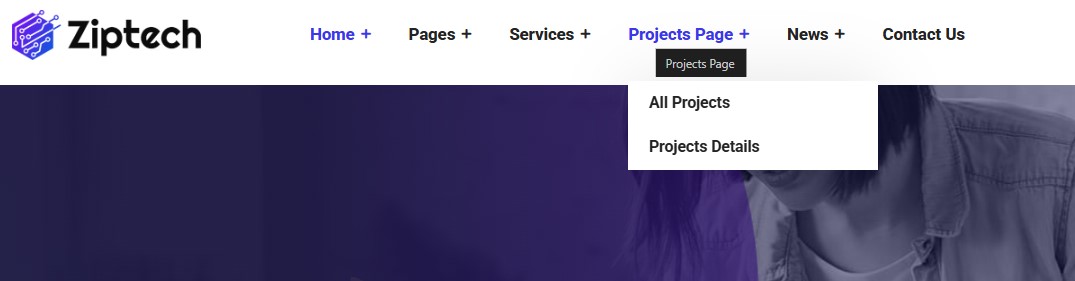 Ziptech
Home +
Pages +
Services +
Projects Page +
News +
Contact Us
Projects Page
All Projects
Projects Details